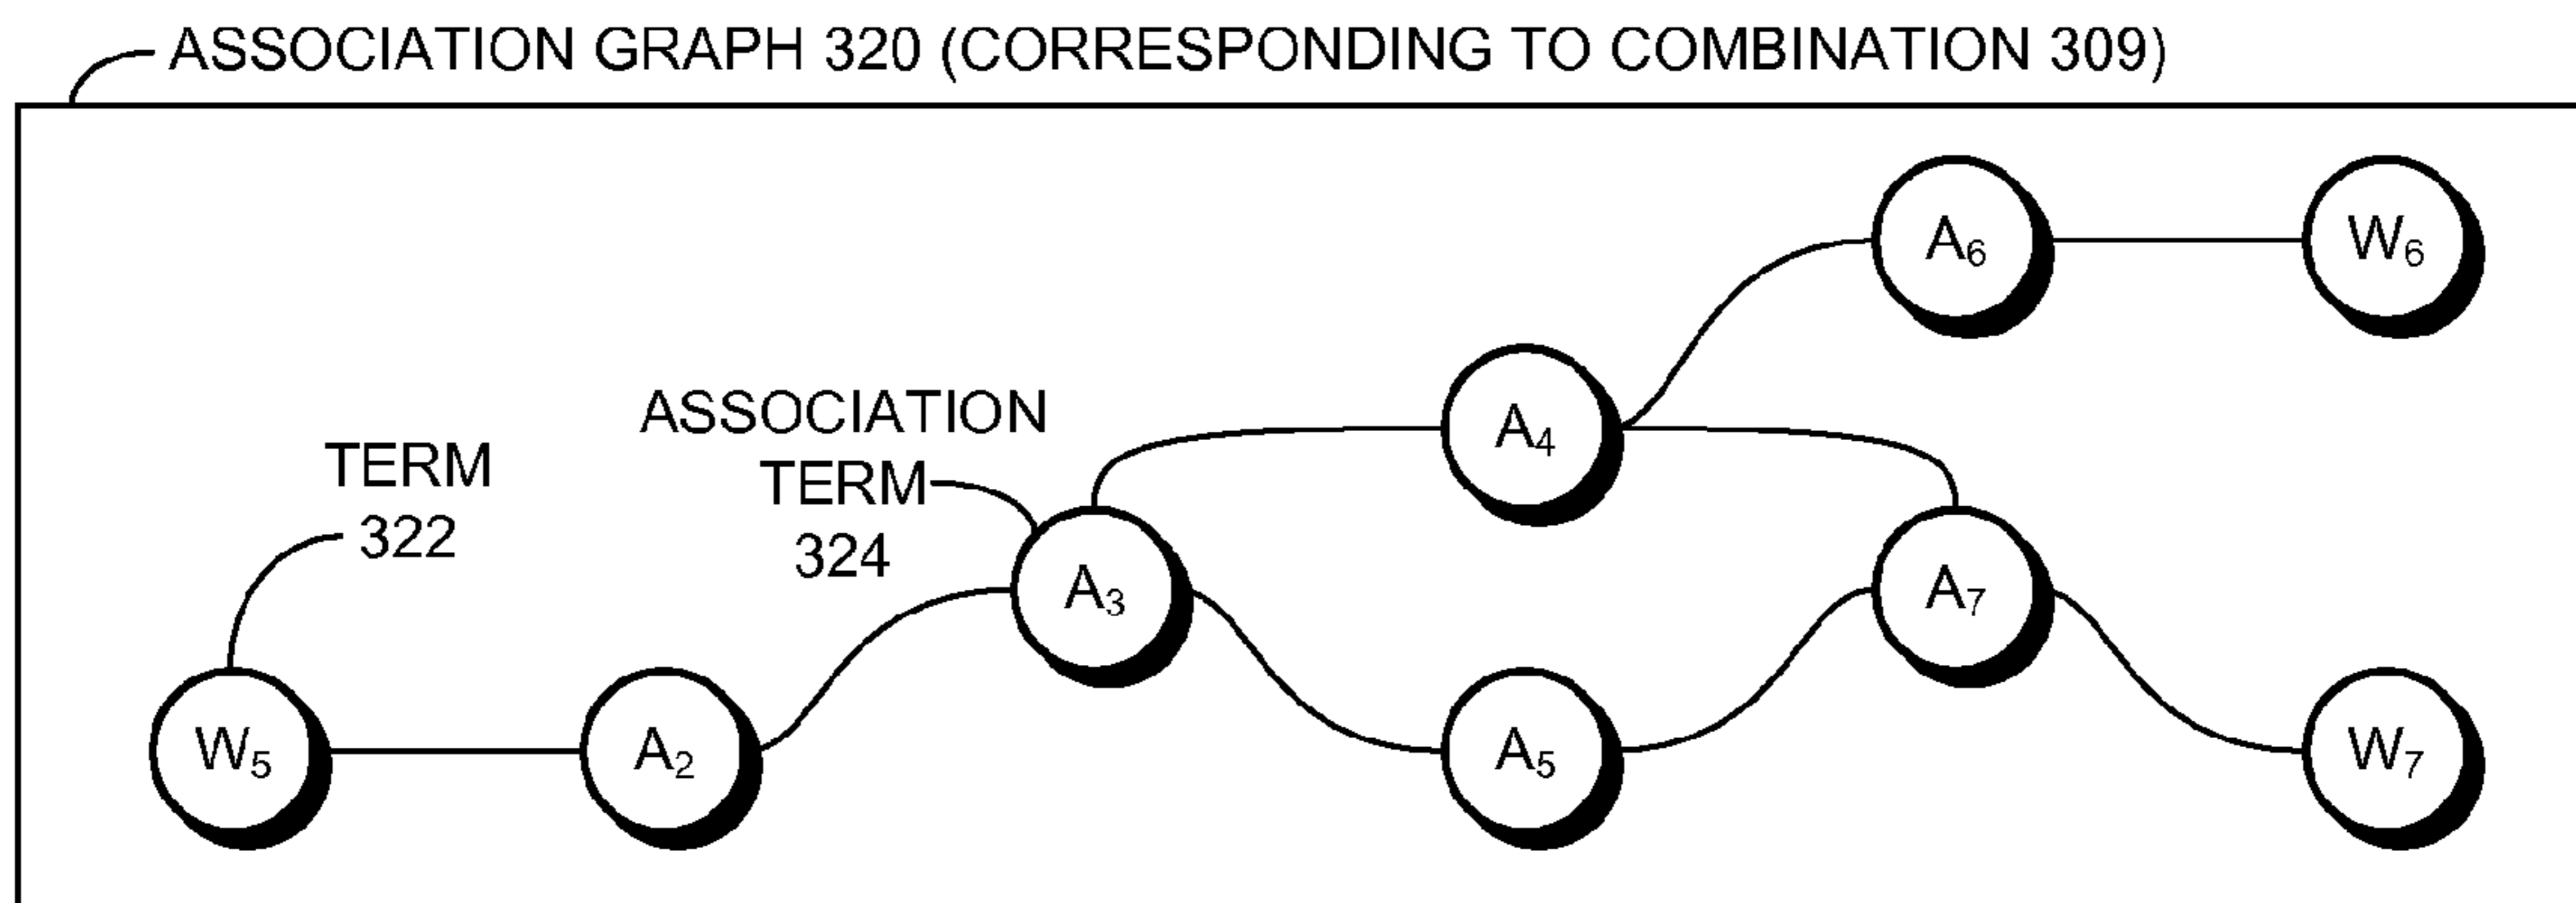 ASSOCIATION GRAPH 320 (CORRESPONDING TO COMBINATION 309)
A₆
W₆
A₄
ASSOCIATION
TERM
324
TERM
322
A₃
A₇
W₅
A₂
A₅
W₇